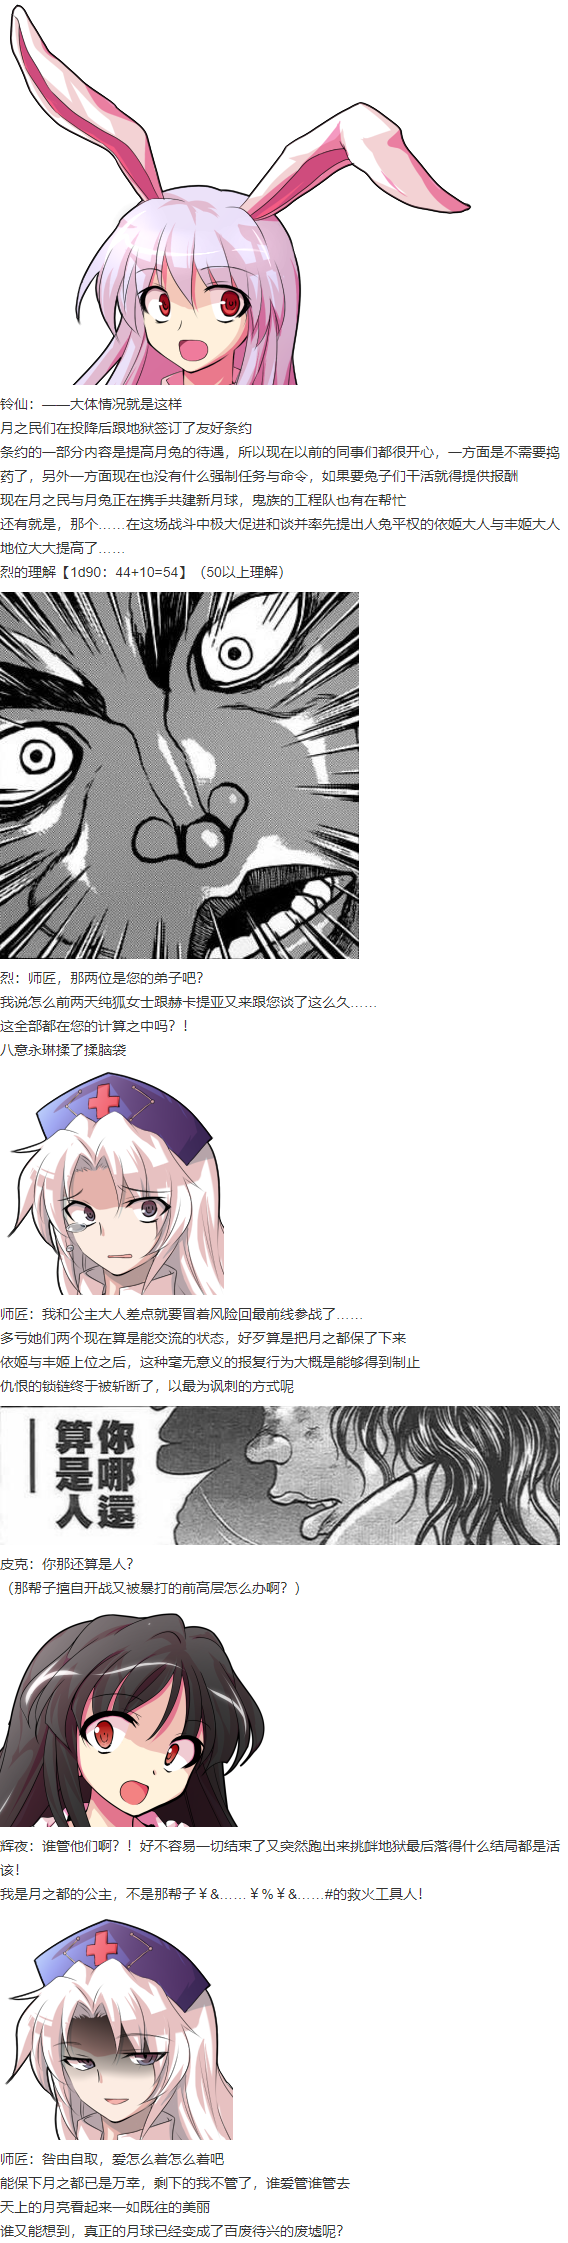 铃仙：——大体情况就是这样
月之民们在投降后跟地狱签订了友好条约
条约的一部分内容是提高月兔的待遇，所以现在以前的同事们都很开心，一方面是不需要捣
药了，另外一方面现在也没有什么强制任务与命令，如果要兔子们干活就得提供报酬
现在月之民与月兔正在携手共建新月球，鬼族的工程队也有在帮忙
还有就是，那个……在这场战斗中极大促进和谈并率先提出人兔平权的依姬大人与丰姬大人
地位大大提高了……
烈的理解【1d90：44+10=54】（50以上理解）
烈：师匠，那两位是您的弟子吧？
我说怎么前两天纯狐女士跟赫卡提亚又来跟您谈了这么久……
这全部都在您的计算之中吗？！
八意永琳揉了揉脑袋
师匠：我和公主大人差点就要冒着风险回最前线参战了……
多亏她们两个现在算是能交流的状态，好歹算是把月之都保了下来
依姬与丰姬上位之后，这种毫无意义的报复行为大概是能够得到制止
仇恨的锁链终于被斩断了，以最为讽刺的方式呢
你哪還
算是人
——
皮克：你那还算是人？
（那帮子擅自开战又被暴打的前高层怎么办啊？）
辉夜：谁管他们啊？！好不容易一切结束了又突然跑出来挑衅地狱最后落得什么结局都是活
该！
我是月之都的公主，不是那帮子￥&……￥%￥&……#的救火工具人！
师匠：咎由自取，爱怎么着怎么着吧
能保下月之都已是万幸，剩下的我不管了，谁爱管谁管去
天上的月亮看起来一如既往的美丽
谁又能想到，真正的月球已经变成了百废待兴的废墟呢？